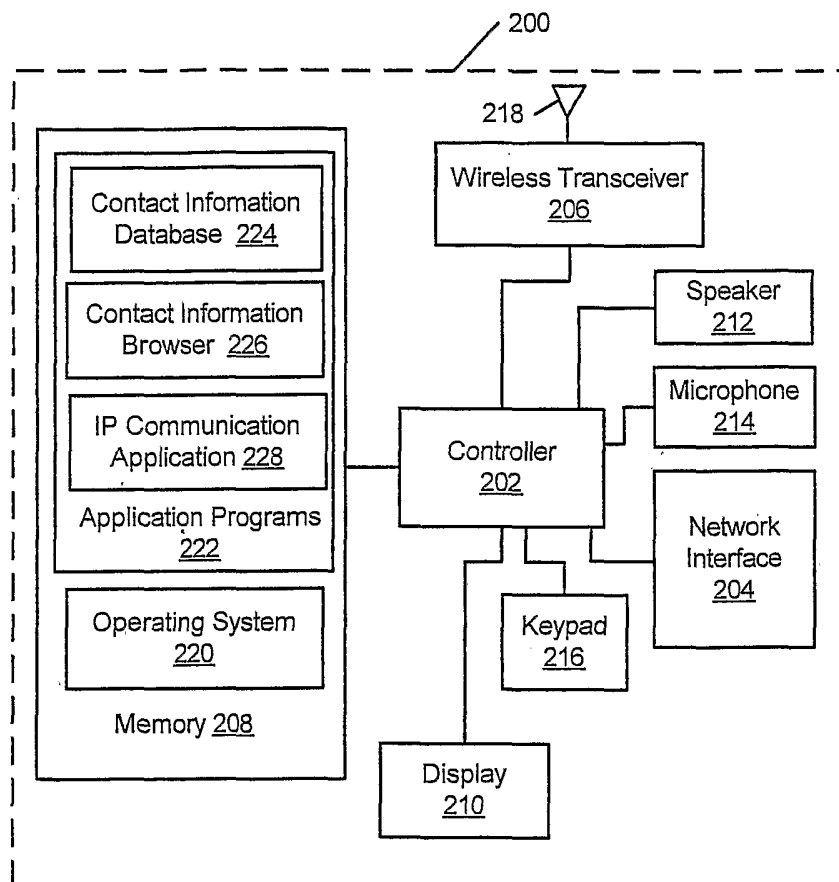 200
218
Wireless Transceiver
206
Contact Infomation
Database 224
Contact Information
Browser 226
IP Communication
Application 228
Application Programs
222
Operating System
220
Memory 208
Speaker
212
Microphone
214
Controller
202
Network
Interface
204
Keypad
216
Display
210